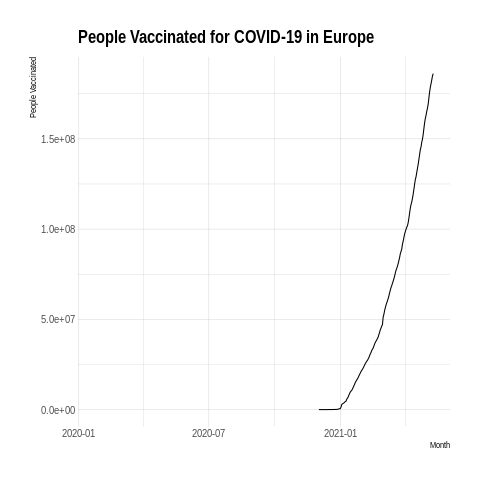 People Vaccinated for COVID-19 in Europe
People Vaccinated
1.5e+08
1.0e+08
5.0e+07
0.0e+00
2020-01 2020-07 2021-01
Month